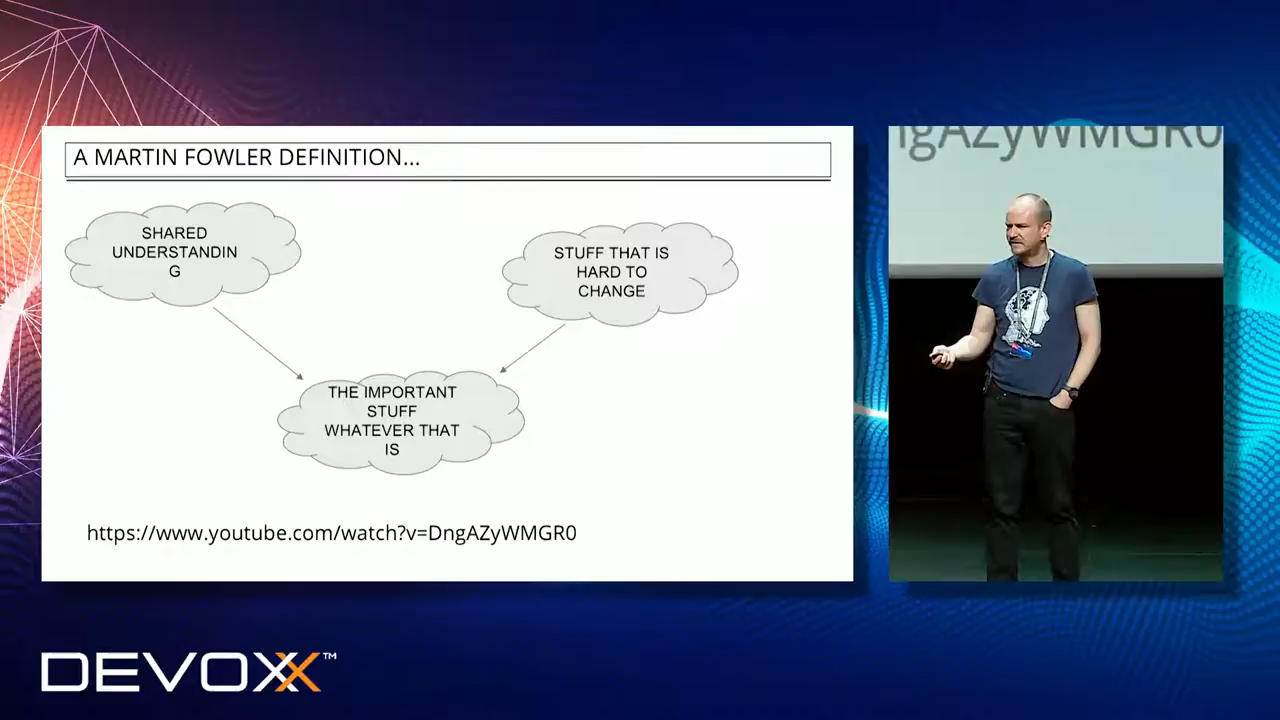 A MARTIN FOWLER DEFINITION...
SHARED
UNDERSTANDIN
G
STUFF THAT IS
HARD TO
CHANGE
THE IMPORTANT
STUFF
WHATEVER THAT
IS
https://www.youtube.com/watch?v=DngAZyWMGR0
ngAZyWMGR0
DEVOXX™